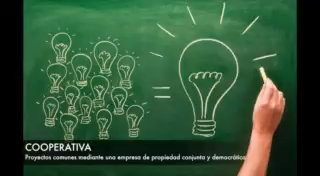 =
COOPERATIVA
Proyectos comunes mediante una empresa de propiedad conjunta y democrática